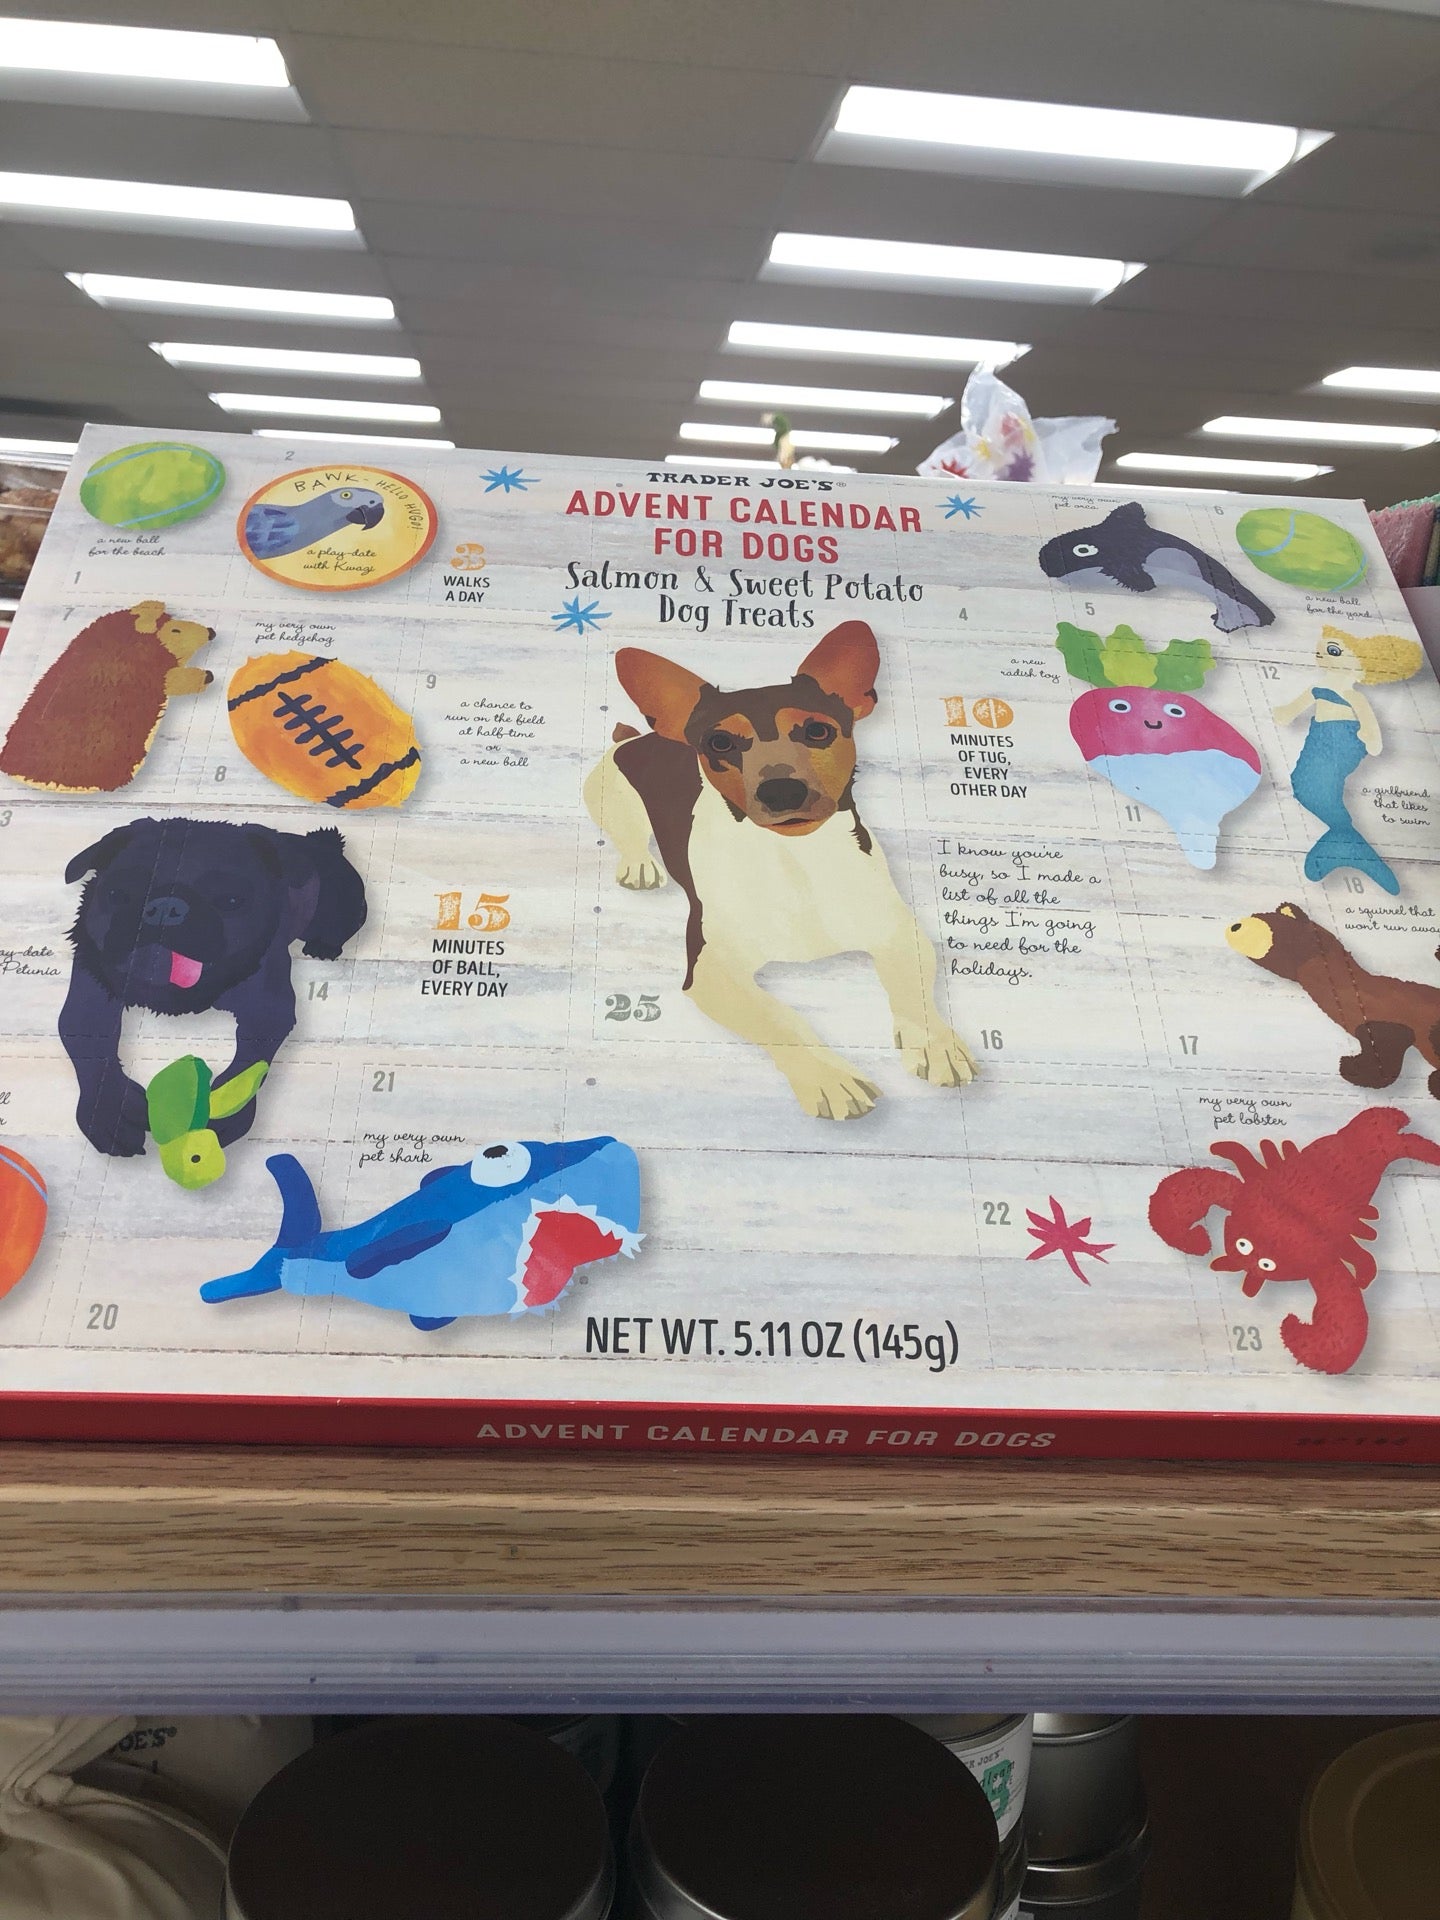 TRADER JOE'S®
ADVENT CALENDAR
FOR DOGS
Salmon & Sweet Potato
Dog Treats
a new ball
for the beach
1
2
BAWK-HELLO HUGO!
a play-date
with Kwazi
3
WALKS
A DAY
4
my very own
pet orca
5
6
a new ball
for the yard
7
my very own
pet hedgehog
8
9
a chance to
run on the field
at half-time
or
a new ball
10
MINUTES
OF TUG,
EVERY
OTHER DAY
a new
radish toy
11
12
a girlfriend
that likes
to swim
3
Petunia
14
15
MINUTES
OF BALL,
EVERY DAY
25
I know you're
busy, so I made a
list of all the
things I'm going
to need for the
holidays.
16
17
18
a squirrel that
won't run away
20
21
my very own
pet shark
22
my very own
pet lobster
23
NET WT. 5.11 OZ (145g)
ADVENT CALENDAR FOR DOGS
JOE'S®